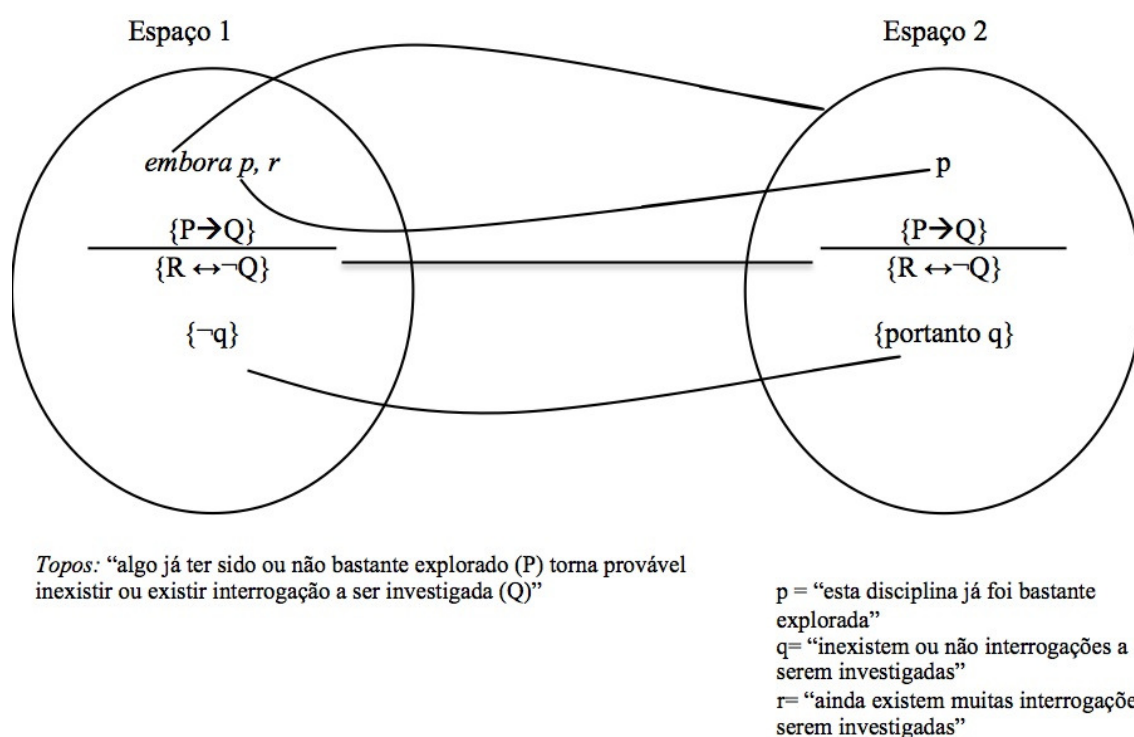 Espaço 1
Espaço 2
embora p, r
p
{P➔Q}
{P➔Q}
{R ↔¬Q}
{R ↔¬Q}
{¬q}
{portanto q}
Topos: “algo já ter sido ou não bastante explorado (P) torna provável
inexistir ou existir interrogação a ser investigada (Q)”
p = “esta disciplina já foi bastante
explorada”
q= “inexistem ou não interrogações a
serem investigadas”
r= “ainda existem muitas interrogaçõe
serem investigadas”